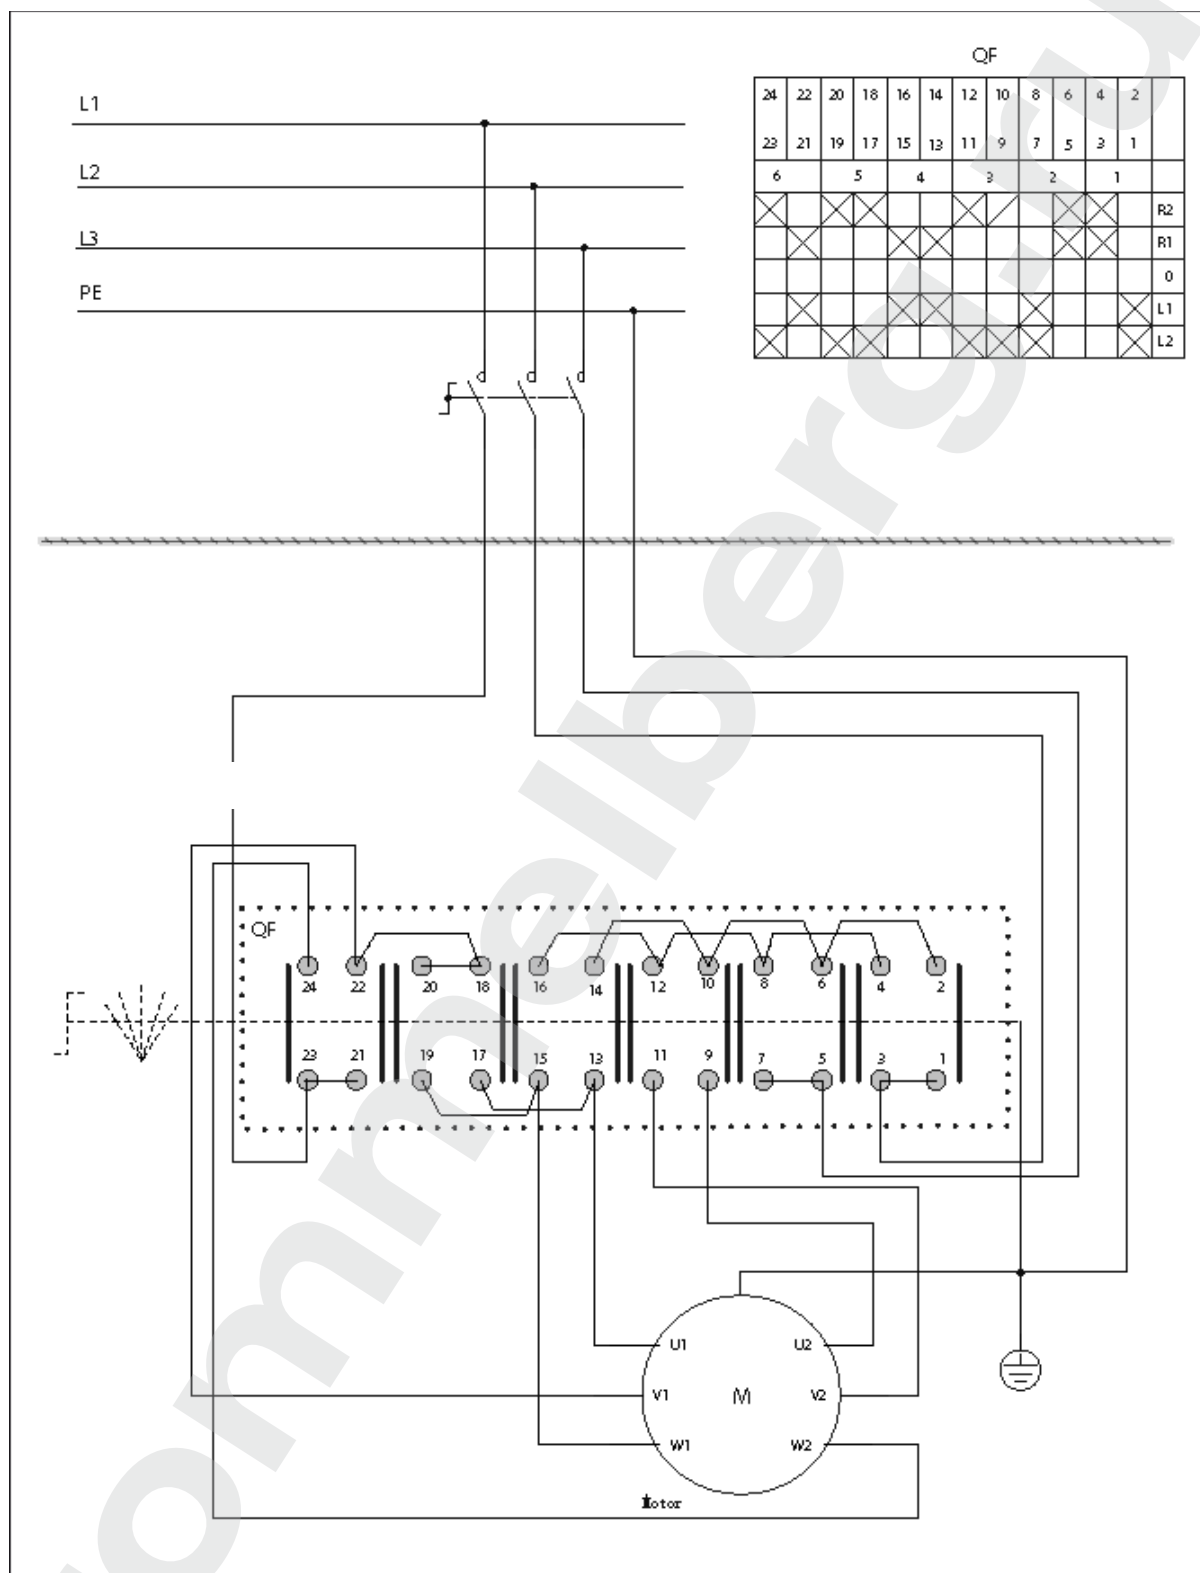 QF
24 22 20 18 16 14 12 10 8 6 4 2
23 21 19 17 15 13 11 9 7 5 3 1
6 5 4 3 2 1
R2
R1
0
L1
L2
L1
L2
L3
PE
QF
24 22 20 18 16 14 12 10 8 6 4 2
23 21 19 17 15 13 11 9 7 5 3 1
U1 U2
V1 M V2
W1 W2
Motor
ommelberg.ru